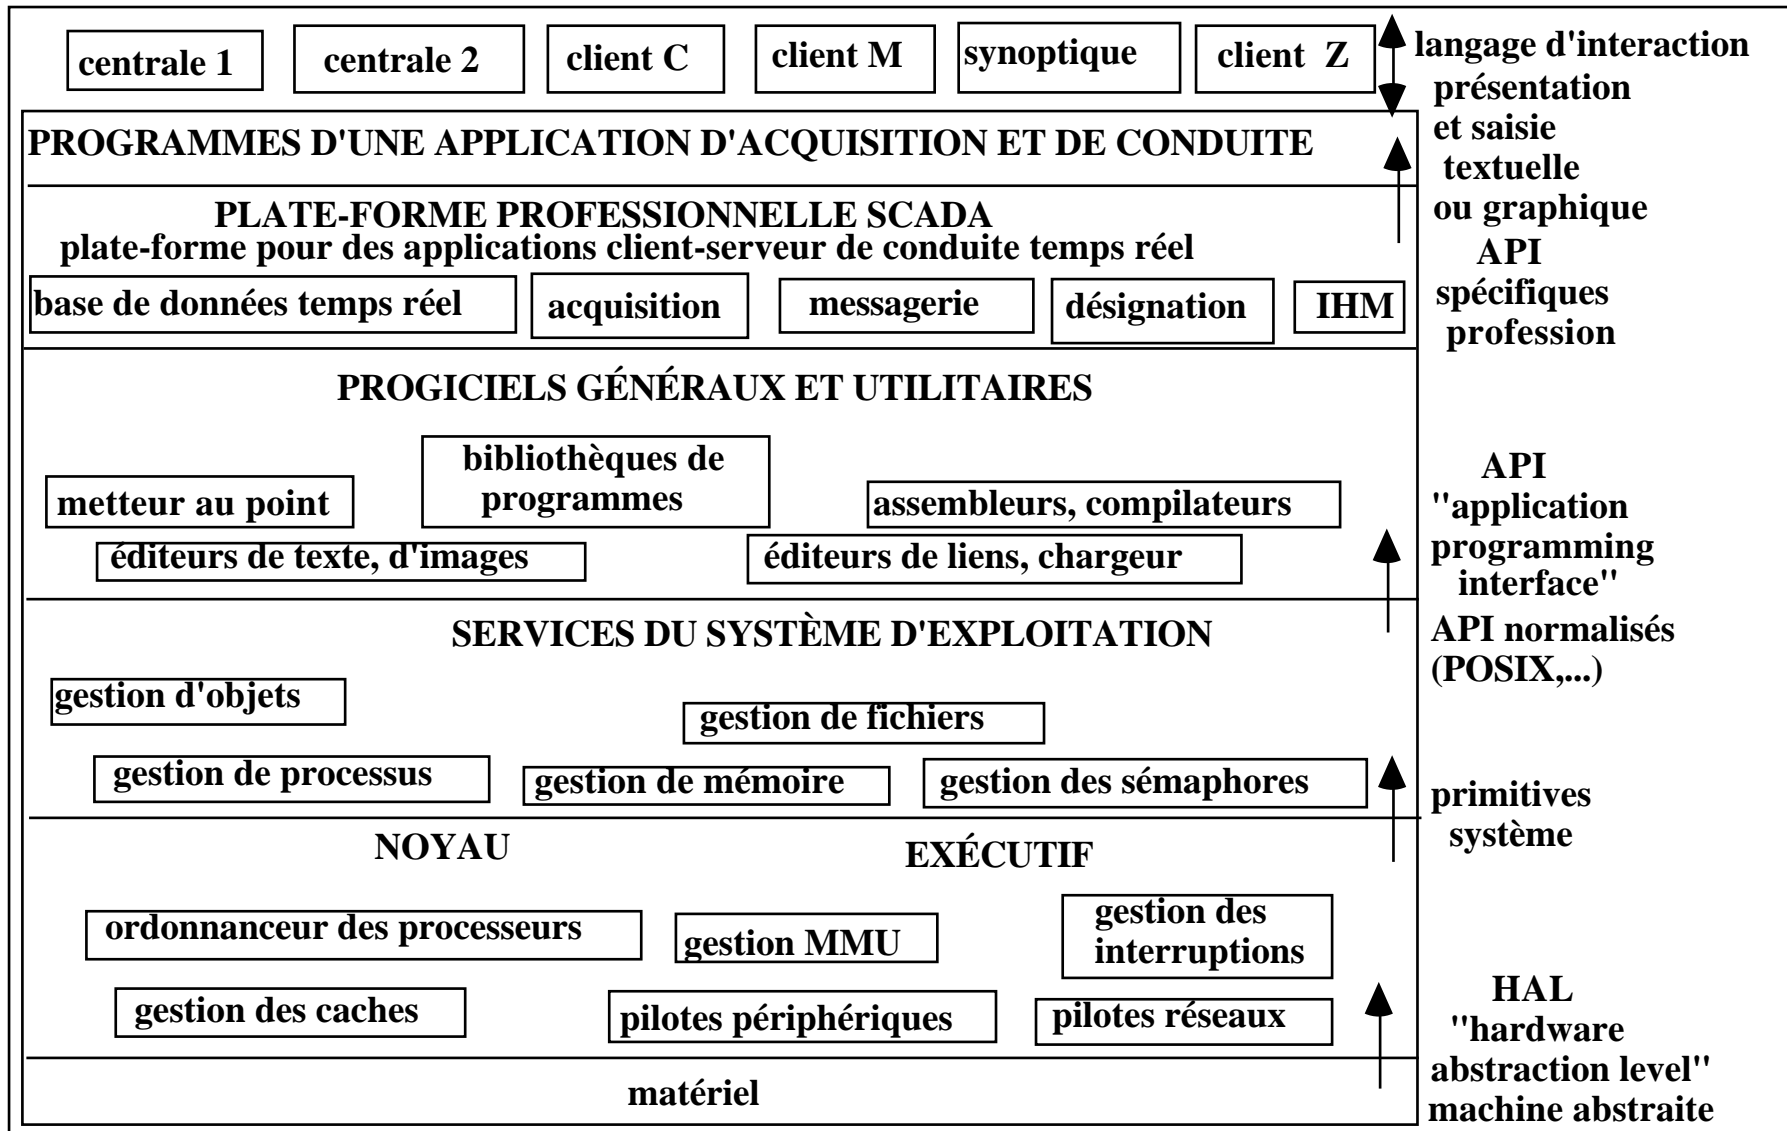 centrale 1
centrale 2
client C
client M
synoptique
client Z
langage d'interaction
présentation
et saisie
textuelle
ou graphique
PROGRAMMES D'UNE APPLICATION D'ACQUISITION ET DE CONDUITE
PLATE-FORME PROFESSIONNELLE SCADA
plate-forme pour des applications client-serveur de conduite temps réel
base de données temps réel
acquisition
messagerie
désignation
IHM
API
spécifiques
profession
PROGICIELS GÉNÉRAUX ET UTILITAIRES
metteur au point
bibliothèques de
programmes
assembleurs, compilateurs
éditeurs de texte, d'images
éditeurs de liens, chargeur
API
"application
programming
interface"
SERVICES DU SYSTÈME D'EXPLOITATION
API normalisés
(POSIX,...)
gestion d'objets
gestion de fichiers
gestion de processus
gestion de mémoire
gestion des sémaphores
primitives
système
NOYAU
EXÉCUTIF
ordonnanceur des processeurs
gestion MMU
gestion des
interruptions
gestion des caches
pilotes périphériques
pilotes réseaux
HAL
"hardware
abstraction level"
machine abstraite
matériel